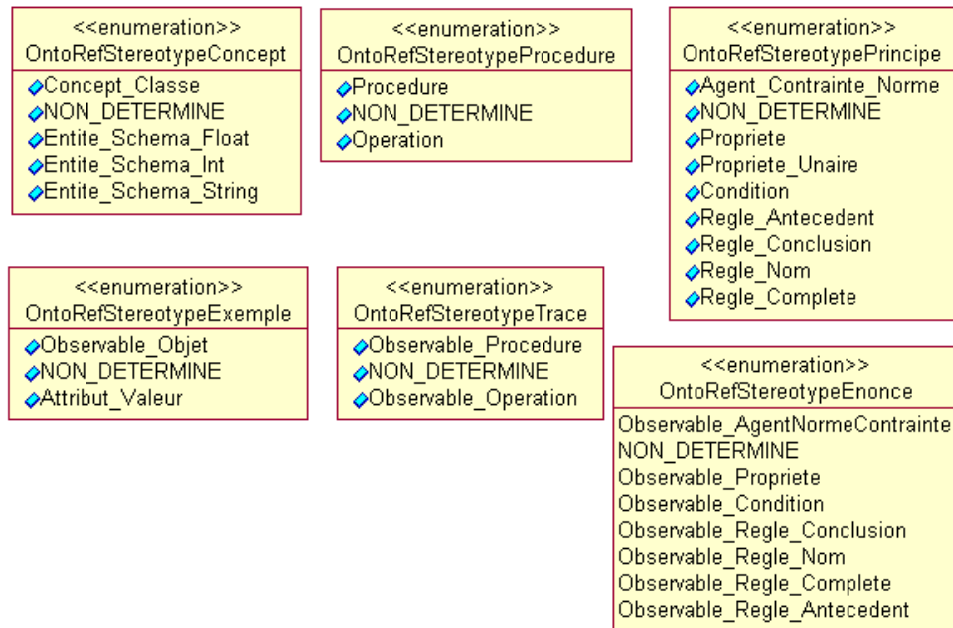 <<enumeration>>
OntoRefStereotypeConcept
Concept_Classe
NON_DETERMINE
Entite_Schema_Float
Entite_Schema_Int
Entite_Schema_String
<<enumeration>>
OntoRefStereotypeProcedure
Procedure
NON_DETERMINE
Operation
<<enumeration>>
OntoRefStereotypePrincipe
Agent_Contrainte_Norme
NON_DETERMINE
Propriete
Propriete_Unaire
Condition
Regle_Antecedent
Regle_Conclusion
Regle_Nom
Regle_Complete
<<enumeration>>
OntoRefStereotypeExemple
Observable_Objet
NON_DETERMINE
Attribut_Valeur
<<enumeration>>
OntoRefStereotypeTrace
Observable_Procedure
NON_DETERMINE
Observable_Operation
<<enumeration>>
OntoRefStereotypeEnonce
Observable_AgentNormeContrainte
NON_DETERMINE
Observable_Propriete
Observable_Condition
Observable_Regle_Conclusion
Observable_Regle_Nom
Observable_Regle_Complete
Observable_Regle_Antecedent